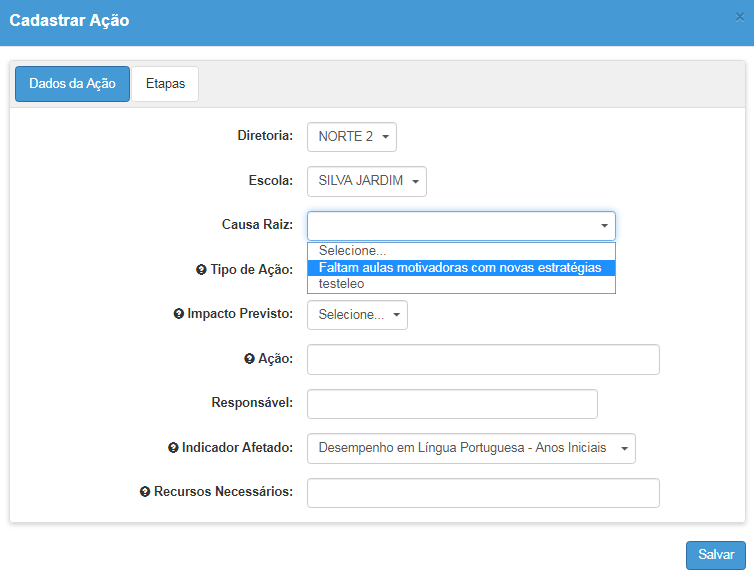 Cadastrar Ação
×
Dados da Ação
Etapas
Diretoria: NORTE 2
Escola: SILVA JARDIM
Causa Raiz:
Selecione...
Faltam aulas motivadoras com novas estratégias
testeleo
Tipo de Ação:
Impacto Previsto: Selecione...
Ação:
Responsável:
Indicador Afetado: Desempenho em Língua Portuguesa - Anos Iniciais
Recursos Necessários:
Salvar